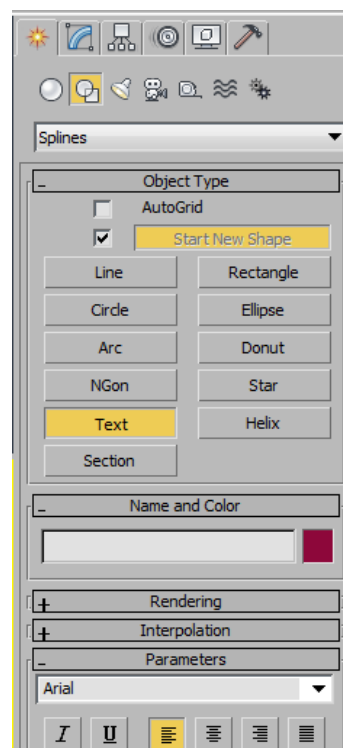 Splines
- Object Type
AutoGrid
Start New Shape
Line Rectangle
Circle Ellipse
Arc Donut
NGon Star
Text Helix
Section
- Name and Color
+ Rendering
+ Interpolation
- Parameters
Arial
I U